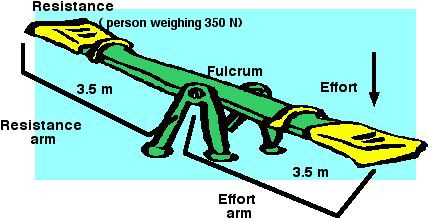 Resistance
( person weighing 350 N)
Fulcrum
3.5 m
Effort
Resistance
arm
3.5 m
Effort
arm